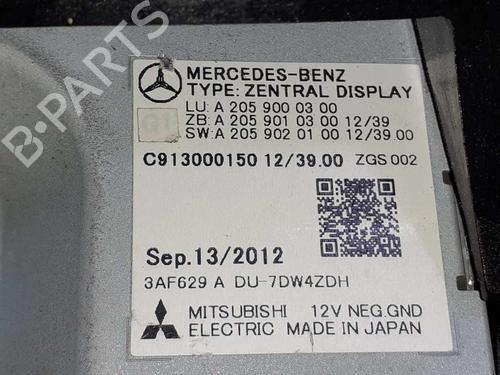 MERCEDES-BENZ
TYPE: ZENTRAL DISPLAY
LU: A 205 900 03 00
ZB: A 205 901 03 00 12/39
SW: A 205 902 01 00 12/39.00
C913000150 12/39.00 ZGS 002
Sep.13/2012
3AF629 A DU-7DW4ZDH
MITSUBISHI 12V NEG.GND
ELECTRIC MADE IN JAPAN
B-PARTS